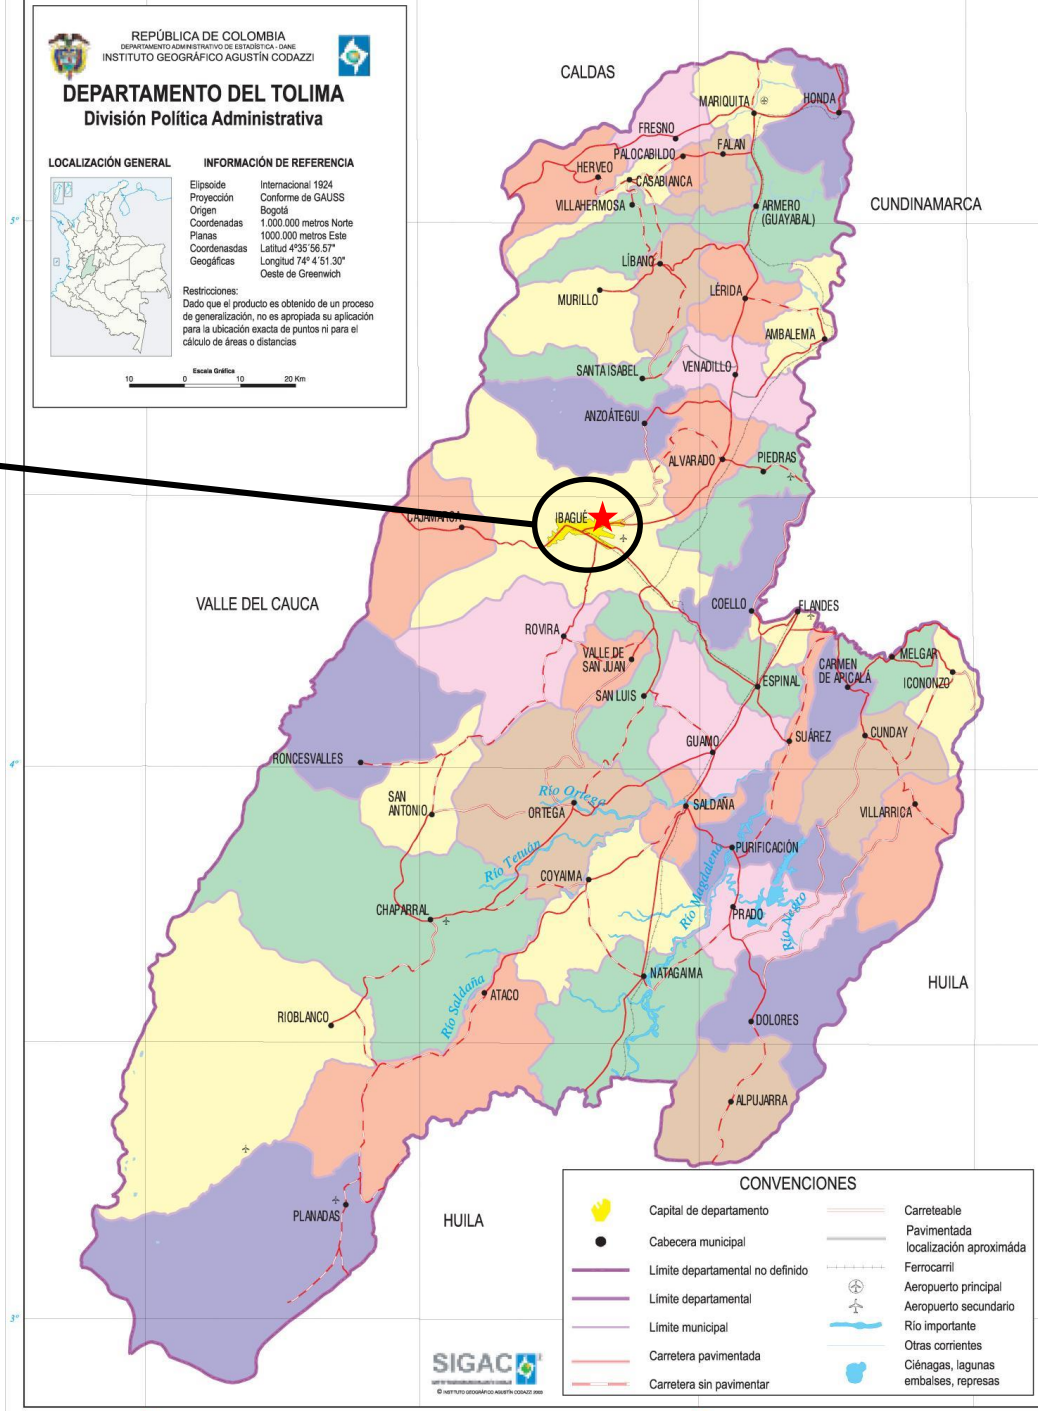 REPÚBLICA DE COLOMBIA
DEPARTAMENTO ADMINISTRATIVO DE ESTADÍSTICA - DANE
INSTITUTO GEOGRÁFICO AGUSTÍN CODAZZI
DEPARTAMENTO DEL TOLIMA
División Política Administrativa
LOCALIZACIÓN GENERAL
INFORMACIÓN DE REFERENCIA
Elipsoide Internacional 1924
Proyección Conforme de GAUSS
Origen Bogotá
Coordenadas 1.000.000 metros Norte
Planas 1000.000 metros Este
Coordenasdas Latitud 4º35´56.57"
Geogáficas Longitud 74º 4´51.30"
Oeste de Greenwich
Restricciones:
Dado que el producto es obtenido de un proceso
de generalización, no es apropiada su aplicación
para la ubicación exacta de puntos ni para el
cálculo de áreas o distancias
Escala Gráfica
10 0 10 20 Km
CALDAS
MARIQUITA
HONDA
FRESNO
FALAN
PALOCABILDO
HERVEO
CASABIANCA
VILLAHERMOSA
ARMERO
(GUAYABAL)
CUNDINAMARCA
5°
LÍBANO
MURILLO
LÉRIDA
AMBALEMA
SANTA ISABEL
VENADILLO
ANZOÁTEGUI
ALVARADO
PIEDRAS
IBAGUÉ
CAJAMARCA
VALLE DEL CAUCA
COELLO
FLANDES
ROVIRA
VALLE DE
SAN JUAN
CARMEN
DE APICALÁ
MELGAR
ICONONZO
SAN LUIS
ESPINAL
GUAMO
SUÁREZ
CUNDAY
RONCESVALLES
4°
SAN
ANTONIO
Río Ortega
ORTEGA
SALDAÑA
VILLARRICA
Río Tetuán
PURIFICACIÓN
COYAIMA
Río Magdalena
CHAPARRAL
PRADO
Río Negro
NATAGAIMA
HUILA
Río Saldaña
ATACO
RIOBLANCO
DOLORES
ALPUJARRA
PLANADAS
HUILA
3°
CONVENCIONES
Capital de departamento
Cabecera municipal
Límite departamental no definido
Límite departamental
Límite municipal
Carretera pavimentada
Carretera sin pavimentar
Carreteable
Pavimentada
localización aproximáda
Ferrocarril
Aeropuerto principal
Aeropuerto secundario
Río importante
Otras corrientes
Ciénagas, lagunas
embalses, represas
SIGAC
© INSTITUTO GEOGRÁFICO AGUSTÍN CODAZZI